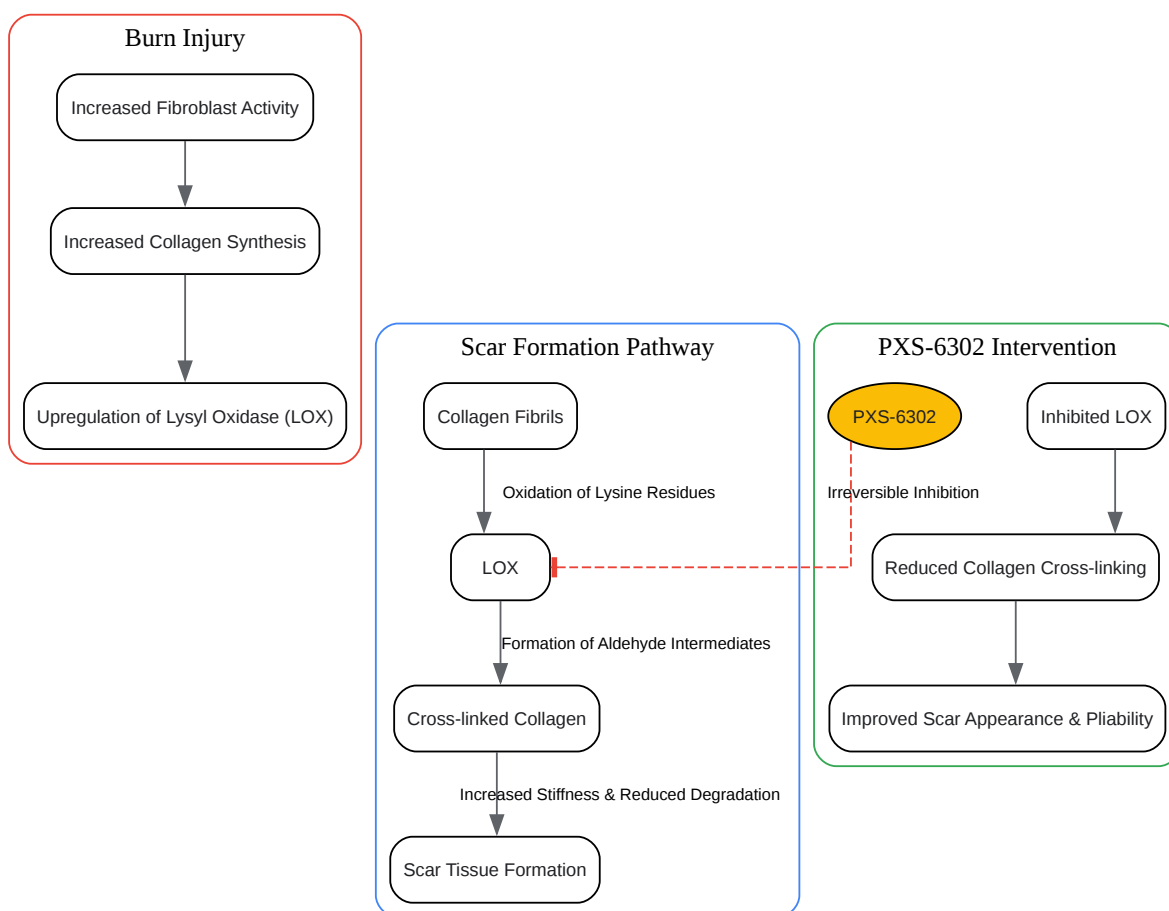 Burn Injury
Increased Fibroblast Activity
Increased Collagen Synthesis
Upregulation of Lysyl Oxidase (LOX)
Scar Formation Pathway
Collagen Fibrils
Oxidation of Lysine Residues
LOX
Formation of Aldehyde Intermediates
Cross-linked Collagen
Increased Stiffness & Reduced Degradation
Scar Tissue Formation
PXS-6302 Intervention
PXS-6302
Inhibited LOX
Irreversible Inhibition
Reduced Collagen Cross-linking
Improved Scar Appearance & Pliability